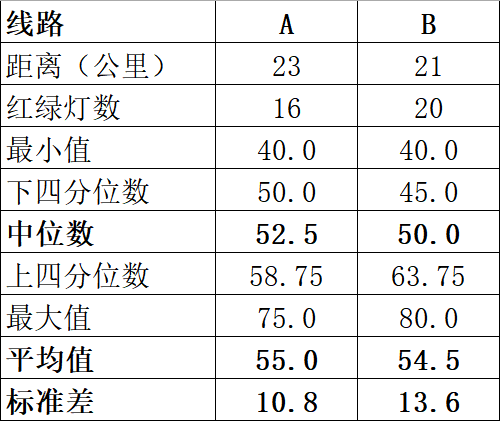 线路 A B
距离（公里） 23 21
红绿灯数 16 20
最小值 40.0 40.0
下四分位数 50.0 45.0
中位数 52.5 50.0
上四分位数 58.75 63.75
最大值 75.0 80.0
平均值 55.0 54.5
标准差 10.8 13.6